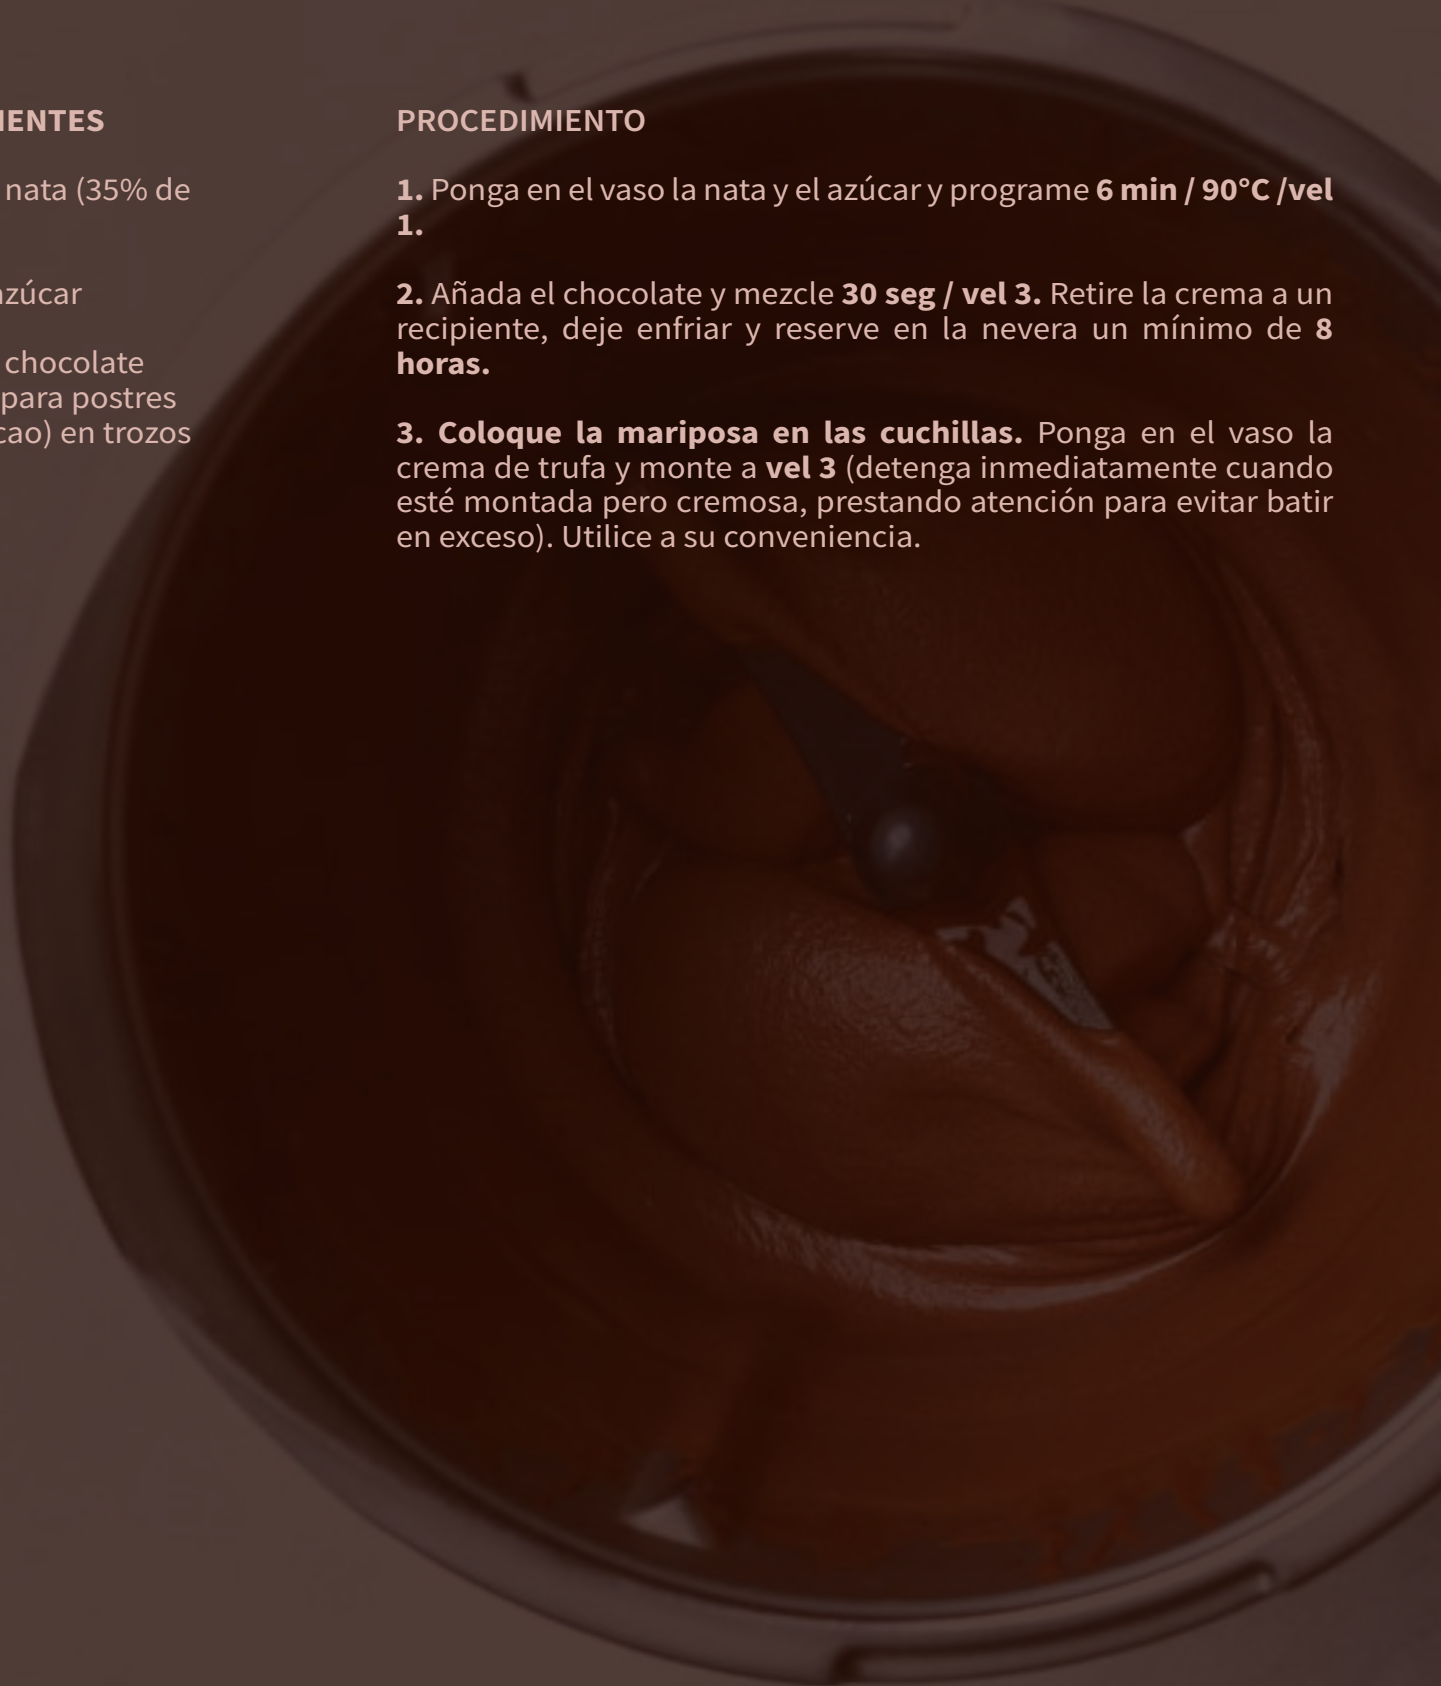 IENTES
nata (35% de
azúcar
chocolate
para postres
cao) en trozos
PROCEDIMIENTO
1. Ponga en el vaso la nata y el azúcar y programe 6 min / 90°C /vel
1.
2. Añada el chocolate y mezcle 30 seg / vel 3. Retire la crema a un
recipiente, deje enfriar y reserve en la nevera un mínimo de 8
horas.
3. Coloque la mariposa en las cuchillas. Ponga en el vaso la
crema de trufa y monte a vel 3 (detenga inmediatamente cuando
esté montada pero cremosa, prestando atención para evitar batir
en exceso). Utilice a su conveniencia.